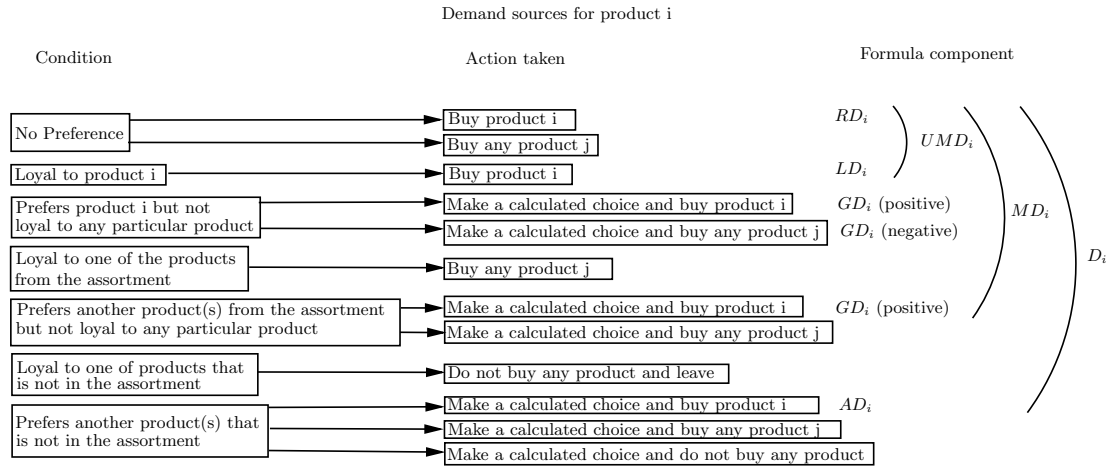 Demand sources for product i
Condition
Action taken
Formula component
No Preference
Buy product i
RD_i
Buy any product j
UMD_i
Loyal to product i
Buy product i
LD_i
Prefers product i but not
loyal to any particular product
Make a calculated choice and buy product i
GD_i (positive)
MD_i
Make a calculated choice and buy any product j
GD_i (negative)
D_i
Loyal to one of the products
from the assortment
Buy any product j
Prefers another product(s) from the assortment
but not loyal to any particular product
Make a calculated choice and buy product i
GD_i (positive)
Make a calculated choice and buy any product j
Loyal to one of products that
is not in the assortment
Do not buy any product and leave
Prefers another product(s) that
is not in the assortment
Make a calculated choice and buy product i
AD_i
Make a calculated choice and buy any product j
Make a calculated choice and do not buy any product